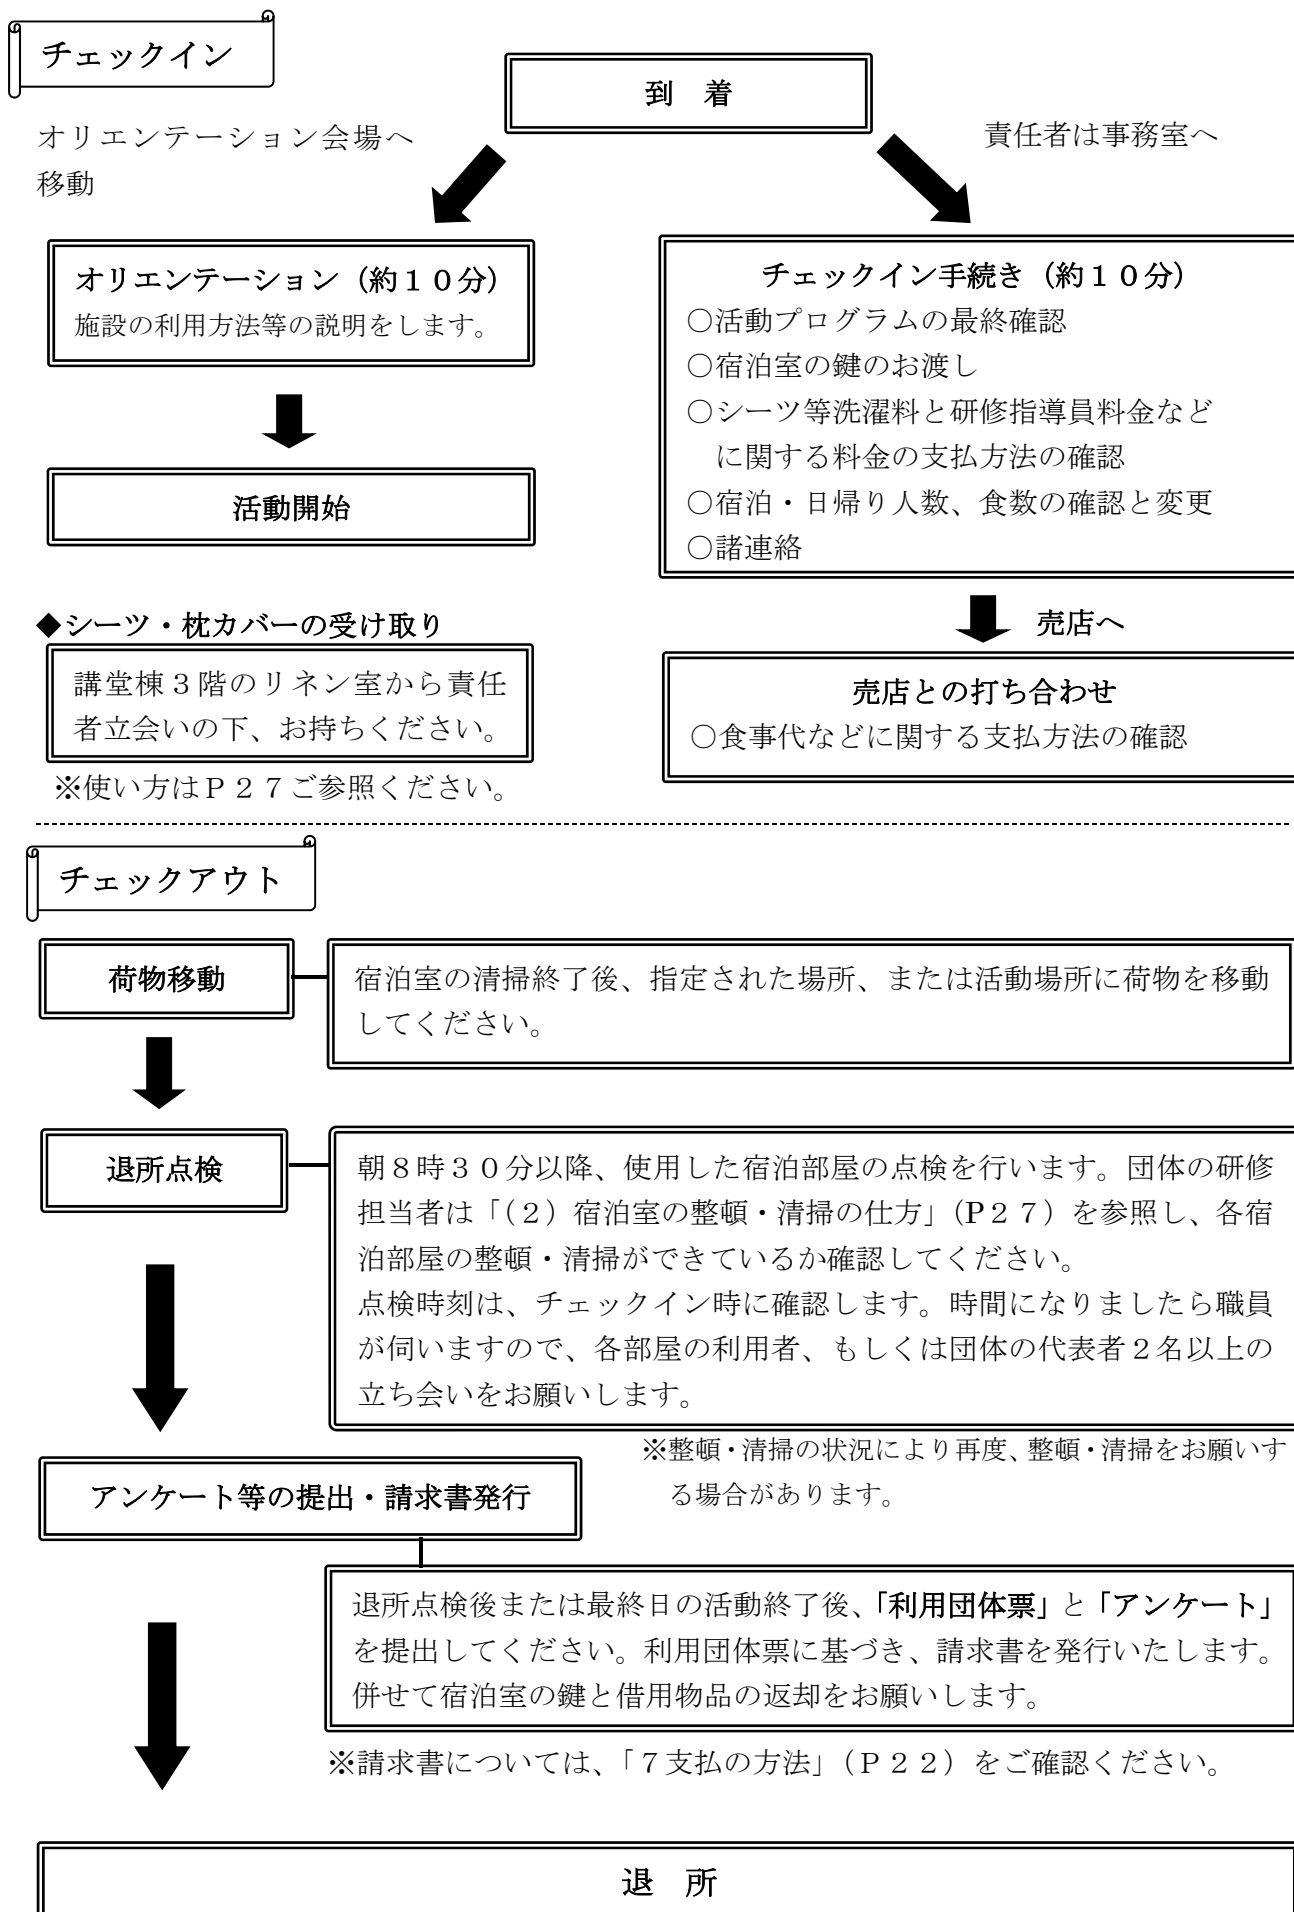 チェックイン
到　着
オリエンテーション会場へ
移動
責任者は事務室へ
オリエンテーション（約１０分）
施設の利用方法等の説明をします。
活動開始
チェックイン手続き（約１０分）
○活動プログラムの最終確認
○宿泊室の鍵のお渡し
○シーツ等洗濯料と研修指導員料金など
に関する料金の支払方法の確認
○宿泊・日帰り人数、食数の確認と変更
○諸連絡
売店へ
売店との打ち合わせ
○食事代などに関する支払方法の確認
◆シーツ・枕カバーの受け取り
講堂棟３階のリネン室から責任
者立会いの下、お持ちください。
※使い方はＰ２７ご参照ください。
チェックアウト
荷物移動
宿泊室の清掃終了後、指定された場所、または活動場所に荷物を移動
してください。
退所点検
朝８時３０分以降、使用した宿泊部屋の点検を行います。団体の研修
担当者は「（２）宿泊室の整頓・清掃の仕方」（P２７）を参照し、各宿
泊部屋の整頓・清掃ができているか確認してください。
点検時刻は、チェックイン時に確認します。時間になりましたら職員
が伺いますので、各部屋の利用者、もしくは団体の代表者２名以上の
立ち会いをお願いします。
※整頓・清掃の状況により再度、整頓・清掃をお願いす
る場合があります。
アンケート等の提出・請求書発行
退所点検後または最終日の活動終了後、「利用団体票」と「アンケート」
を提出してください。利用団体票に基づき、請求書を発行いたします。
併せて宿泊室の鍵と借用物品の返却をお願いします。
※請求書については、「７支払の方法」（Ｐ２２）をご確認ください。
退　所